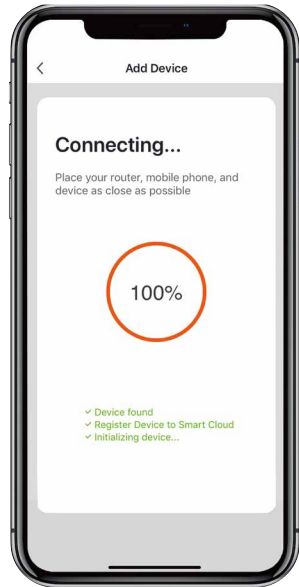 Add Device
Connecting...
Place your router, mobile phone, and
device as close as possible
100%
✓ Device found
✓ Register Device to Smart Cloud
✓ Initializing device...